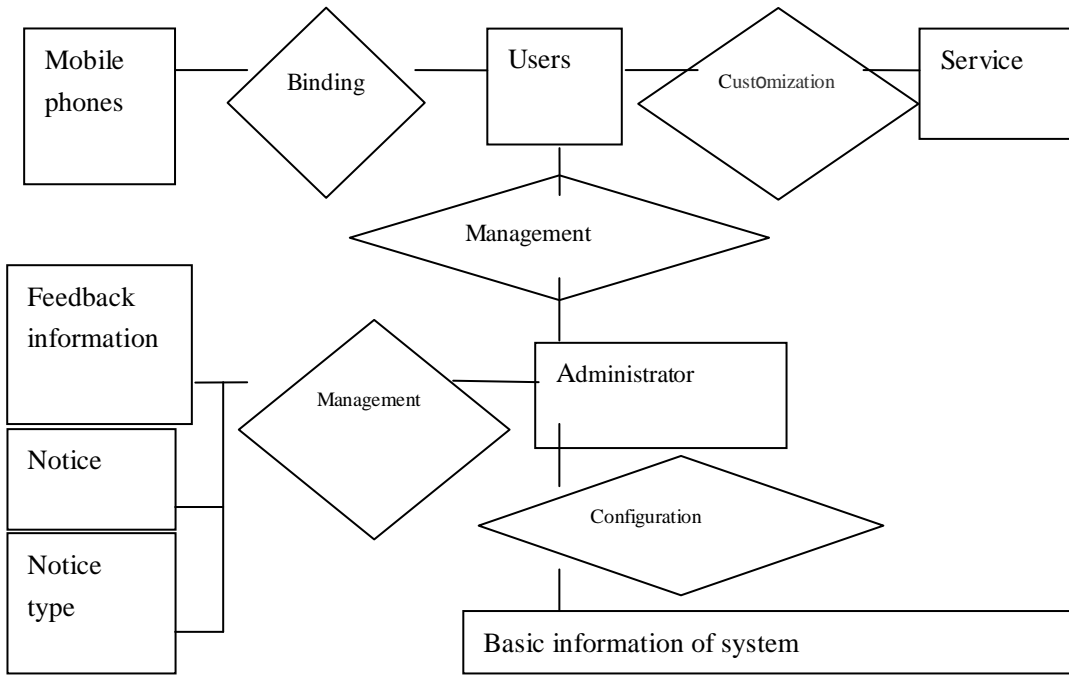 Mobile
phones
Binding
Users
Customization
Service
Management
Feedback
information
Management
Administrator
Notice
Configuration
Notice
type
Basic information of system